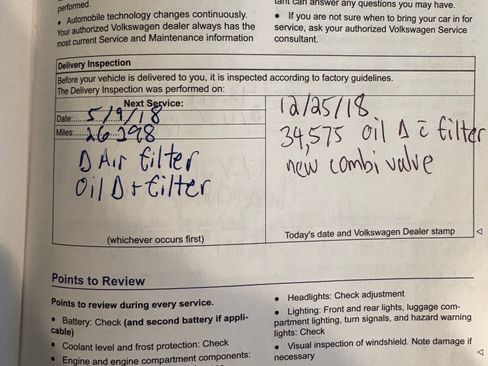 performed.
• Automobile technology changes continuously.
Your authorized Volkswagen dealer always has the
most current Service and Maintenance information
tant can answer any questions you may have.
• If you are not sure when to bring your car in for
service, ask your authorized Volkswagen Service
consultant.
Delivery Inspection
Before your vehicle is delivered to you, it is inspected according to factory guidelines.
The Delivery Inspection was performed on:
Next Service:
Date: 5/9/18
Miles: 26398
Δ Air filter
Oil Δ + filter
(whichever occurs first)
12/25/18
34,575 oil Δ c̄ filter
new combi valve
Today's date and Volkswagen Dealer stamp
Points to Review
Points to review during every service.
• Battery: Check (and second battery if appli-
cable)
• Coolant level and frost protection: Check
• Engine and engine compartment components:
• Headlights: Check adjustment
• Lighting: Front and rear lights, luggage com-
partment lighting, turn signals, and hazard warning
lights: Check
• Visual inspection of windshield. Note damage if
necessary